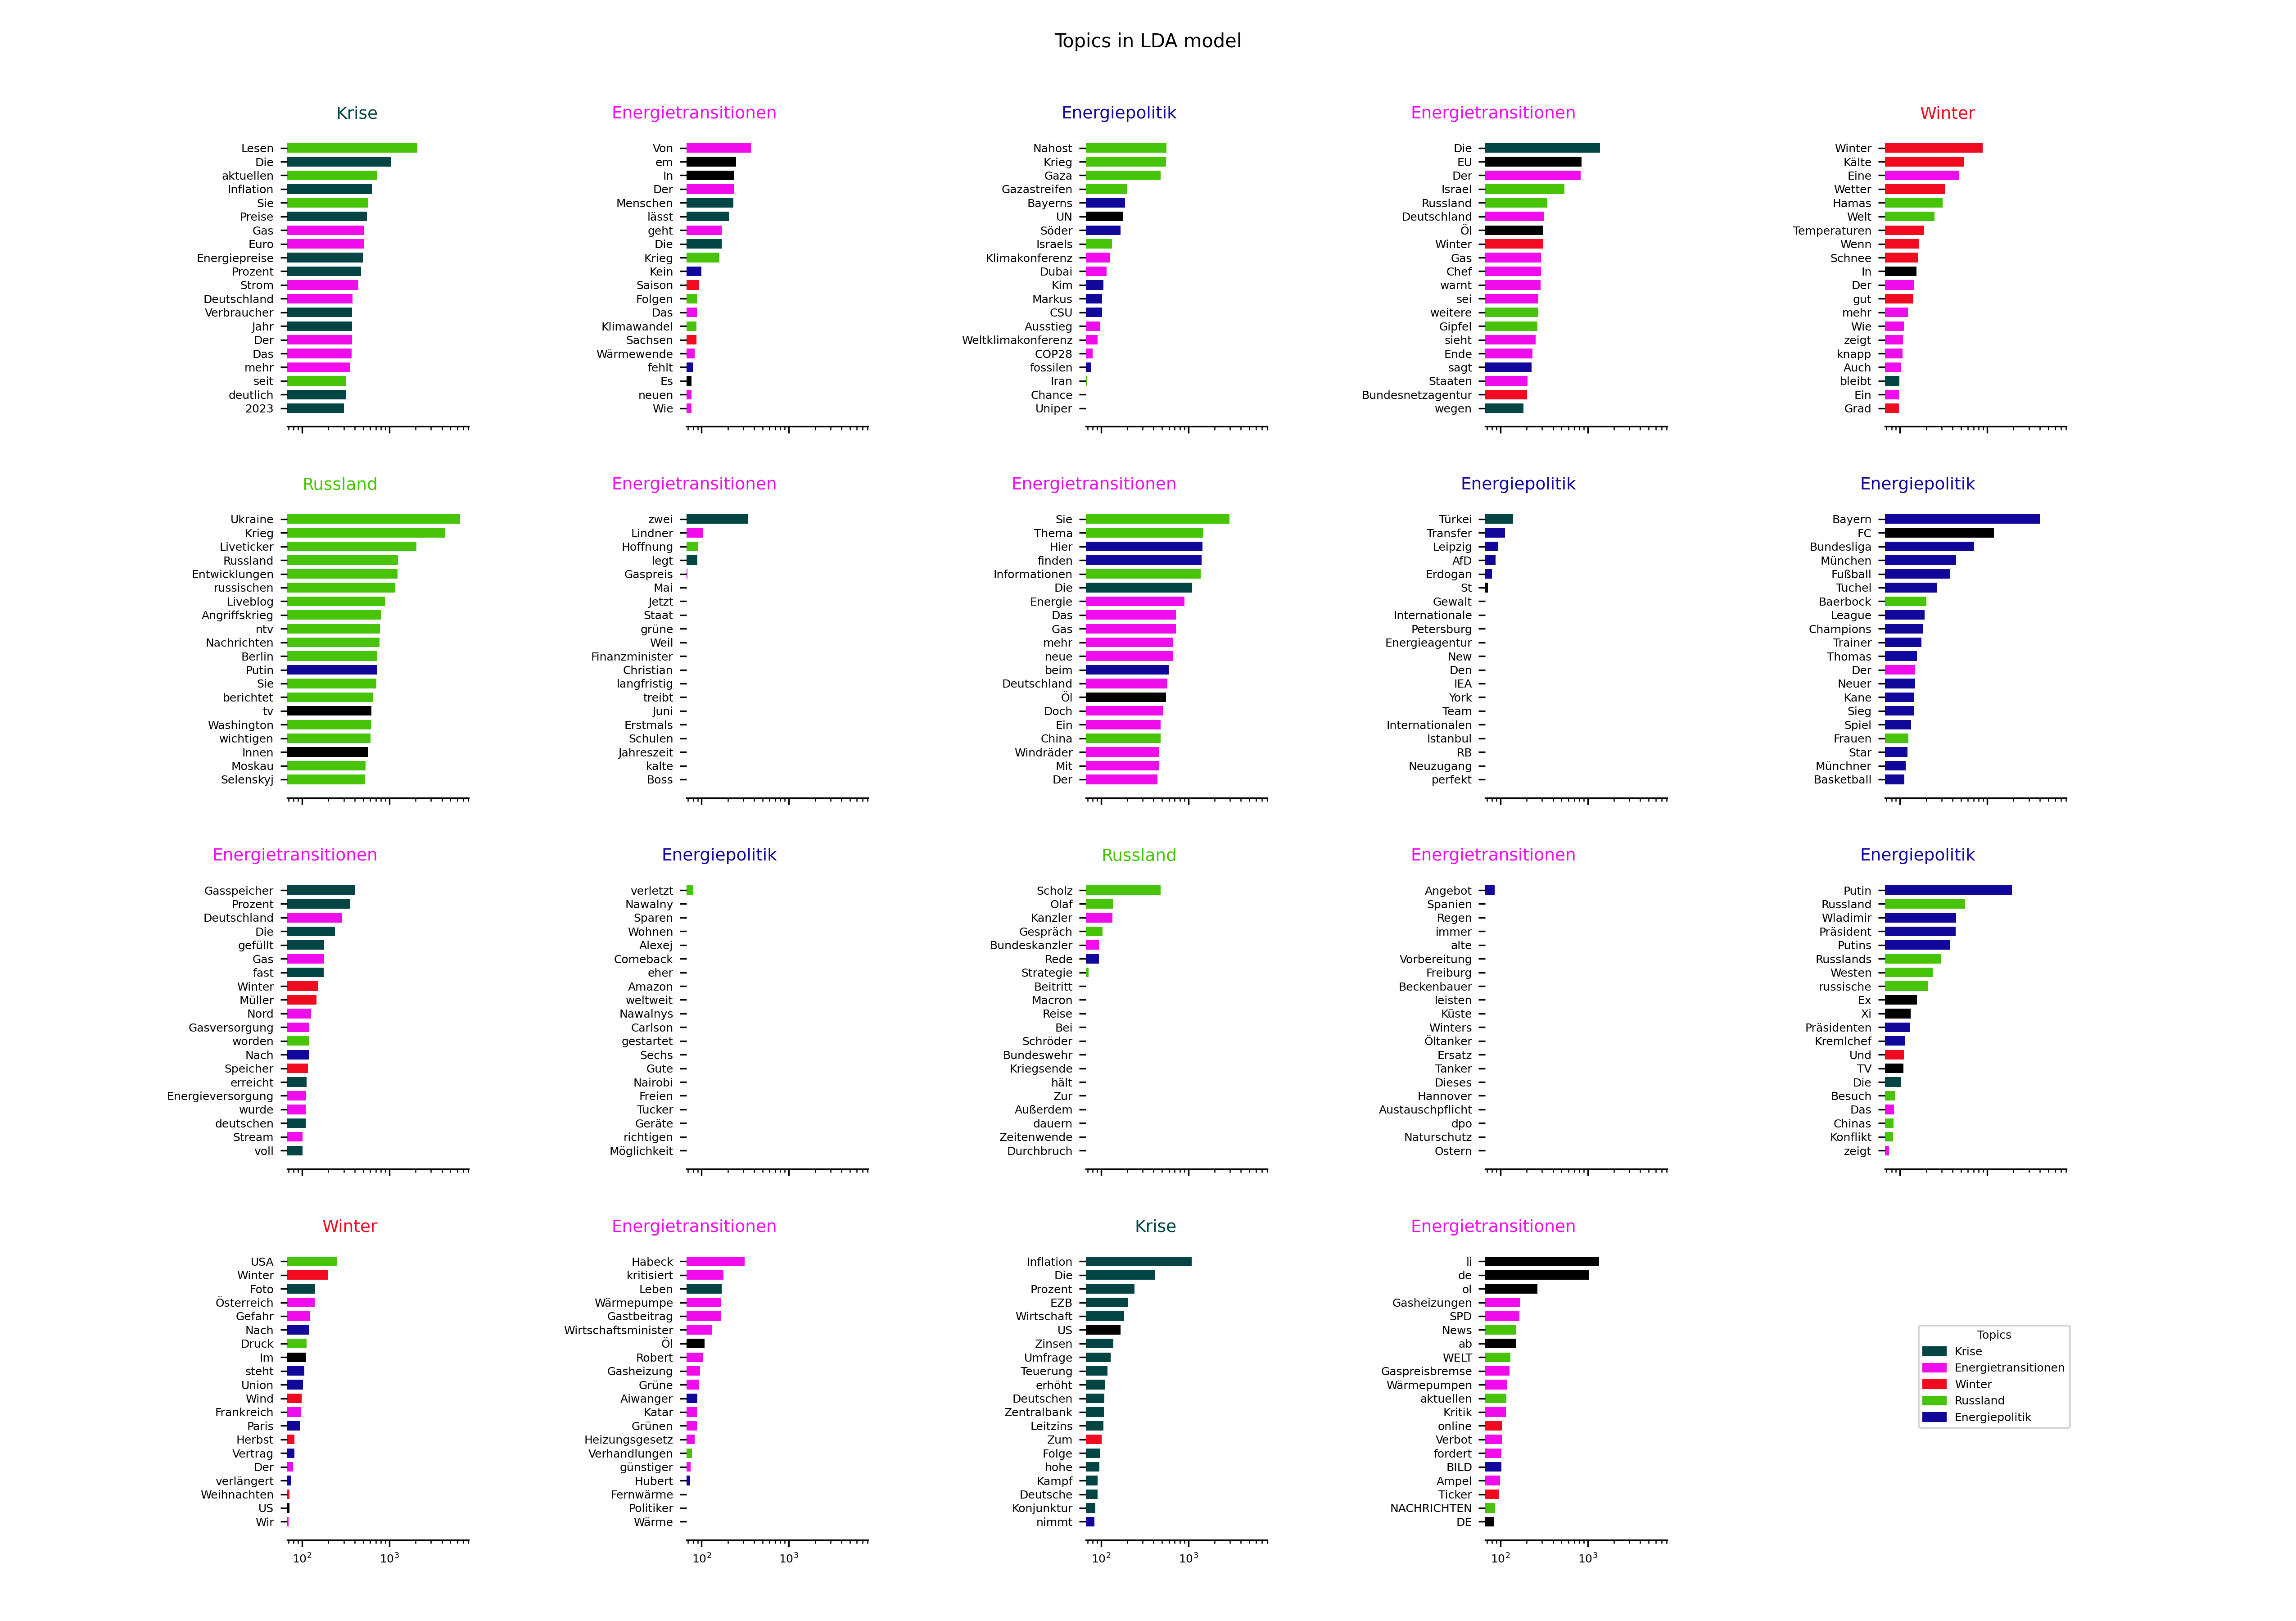 Topics in LDA model
Krise
Lesen
Die
aktuellen
Inflation
Sie
Preise
Gas
Euro
Energiepreise
Prozent
Strom
Deutschland
Verbraucher
Jahr
Der
Das
mehr
seit
deutlich
2023
Energietransitionen
Von
em
In
Der
Menschen
lässt
geht
Die
Krieg
Kein
Saison
Folgen
Das
Klimawandel
Sachsen
Wärmewende
fehlt
Es
neuen
Wie
Energiepolitik
Nahost
Krieg
Gaza
Gazastreifen
Bayerns
UN
Söder
Israels
Klimakonferenz
Dubai
Kim
Markus
CSU
Ausstieg
Weltklimakonferenz
COP28
fossilen
Iran
Chance
Uniper
Energietransitionen
Die
EU
Der
Israel
Russland
Deutschland
Öl
Winter
Gas
Chef
warnt
sei
weitere
Gipfel
sieht
Ende
sagt
Staaten
Bundesnetzagentur
wegen
Winter
Winter
Kälte
Eine
Wetter
Hamas
Welt
Temperaturen
Wenn
Schnee
In
Der
gut
mehr
Wie
zeigt
knapp
Auch
bleibt
Ein
Grad
Russland
Ukraine
Krieg
Liveticker
Russland
Entwicklungen
russischen
Liveblog
Angriffskrieg
ntv
Nachrichten
Berlin
Putin
Sie
berichtet
tv
Washington
wichtigen
Innen
Moskau
Selenskyj
Energietransitionen
zwei
Lindner
Hoffnung
legt
Gaspreis
Mai
Jetzt
Staat
grüne
Weil
Finanzminister
Christian
langfristig
treibt
Juni
Erstmals
Schulen
Jahreszeit
kalte
Boss
Energietransitionen
Sie
Thema
Hier
finden
Informationen
Die
Energie
Das
Gas
mehr
neue
beim
Deutschland
Öl
Doch
Ein
China
Windräder
Mit
Der
Energiepolitik
Türkei
Transfer
Leipzig
AfD
Erdogan
St
Gewalt
Internationale
Petersburg
Energieagentur
New
Den
IEA
York
Team
Internationalen
Istanbul
RB
Neuzugang
perfekt
Energiepolitik
Bayern
FC
Bundesliga
München
Fußball
Tuchel
Baerbock
League
Champions
Trainer
Thomas
Der
Neuer
Kane
Sieg
Spiel
Frauen
Star
Münchner
Basketball
Energietransitionen
Gasspeicher
Prozent
Deutschland
Die
gefüllt
Gas
fast
Winter
Müller
Nord
Gasversorgung
worden
Nach
Speicher
erreicht
Energieversorgung
wurde
deutschen
Stream
voll
Energiepolitik
verletzt
Nawalny
Sparen
Wohnen
Alexej
Comeback
eher
Amazon
weltweit
Nawalnys
Carlson
gestartet
Sechs
Gute
Nairobi
Freien
Tucker
Geräte
richtigen
Möglichkeit
Russland
Scholz
Olaf
Kanzler
Gespräch
Bundeskanzler
Rede
Strategie
Beitritt
Macron
Reise
Bei
Schröder
Bundeswehr
Kriegsende
hält
Zur
Außerdem
dauern
Zeitenwende
Durchbruch
Energietransitionen
Angebot
Spanien
Regen
immer
alte
Vorbereitung
Freiburg
Beckenbauer
leisten
Küste
Winters
Öltanker
Ersatz
Tanker
Dieses
Hannover
Austauschpflicht
dpo
Naturschutz
Ostern
Energiepolitik
Putin
Russland
Wladimir
Präsident
Putins
Russlands
Westen
russische
Ex
Xi
Präsidenten
Kremlchef
Und
TV
Die
Besuch
Das
Chinas
Konflikt
zeigt
Winter
USA
Winter
Foto
Österreich
Gefahr
Nach
Druck
Im
steht
Union
Wind
Frankreich
Paris
Herbst
Vertrag
Der
verlängert
Weihnachten
US
Wir
10²
10³
Energietransitionen
Habeck
kritisiert
Leben
Wärmepumpe
Gastbeitrag
Wirtschaftsminister
Öl
Robert
Gasheizung
Grüne
Aiwanger
Katar
Grünen
Heizungsgesetz
Verhandlungen
günstiger
Hubert
Fernwärme
Politiker
Wärme
10²
10³
Krise
Inflation
Die
Prozent
EZB
Wirtschaft
US
Zinsen
Umfrage
Teuerung
erhöht
Deutschen
Zentralbank
Leitzins
Zum
Folge
hohe
Kampf
Deutsche
Konjunktur
nimmt
10²
10³
Energietransitionen
li
de
ol
Gasheizungen
SPD
News
ab
WELT
Gaspreisbremse
Wärmepumpen
aktuellen
Kritik
online
Verbot
fordert
BILD
Ampel
Ticker
NACHRICHTEN
DE
10²
10³
Topics
Krise
Energietransitionen
Winter
Russland
Energiepolitik